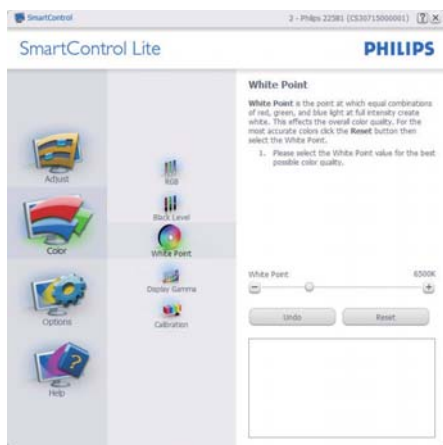 SmartControl
2 - Philips 225B1 (CS30715000001)
SmartControl Lite
PHILIPS
Adjust
Color
Options
Help
RGB
Black Level
White Point
Display Gamma
Calibration
White Point
White Point is the point at which equal combinations
of red, green, and blue light at full intensity create
white. This effects the overall color quality. For the
most accurate colors click the Reset button then
select the White Point.
1. Please select the White Point value for the best
possible color quality.
White Point
6500K
Undo
Reset